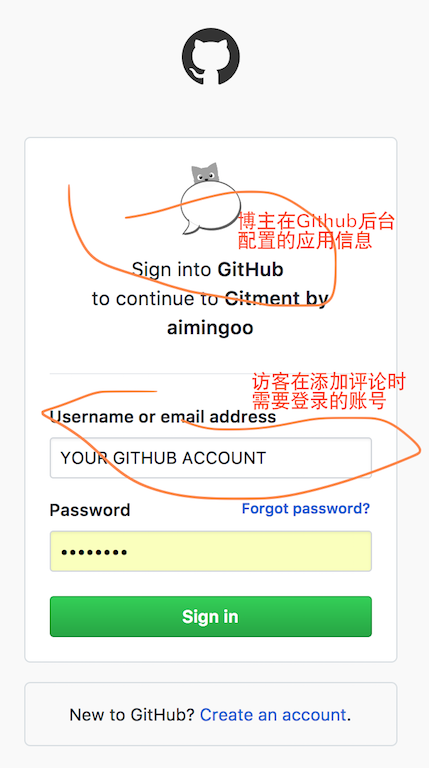 博主在Github后台
配置的应用信息
Sign into GitHub
to continue to Citment by
aimingoo
访客在添加评论时
需要登录的账号
Username or email address
YOUR GITHUB ACCOUNT
Password Forgot password?
Sign in
New to GitHub? Create an account.